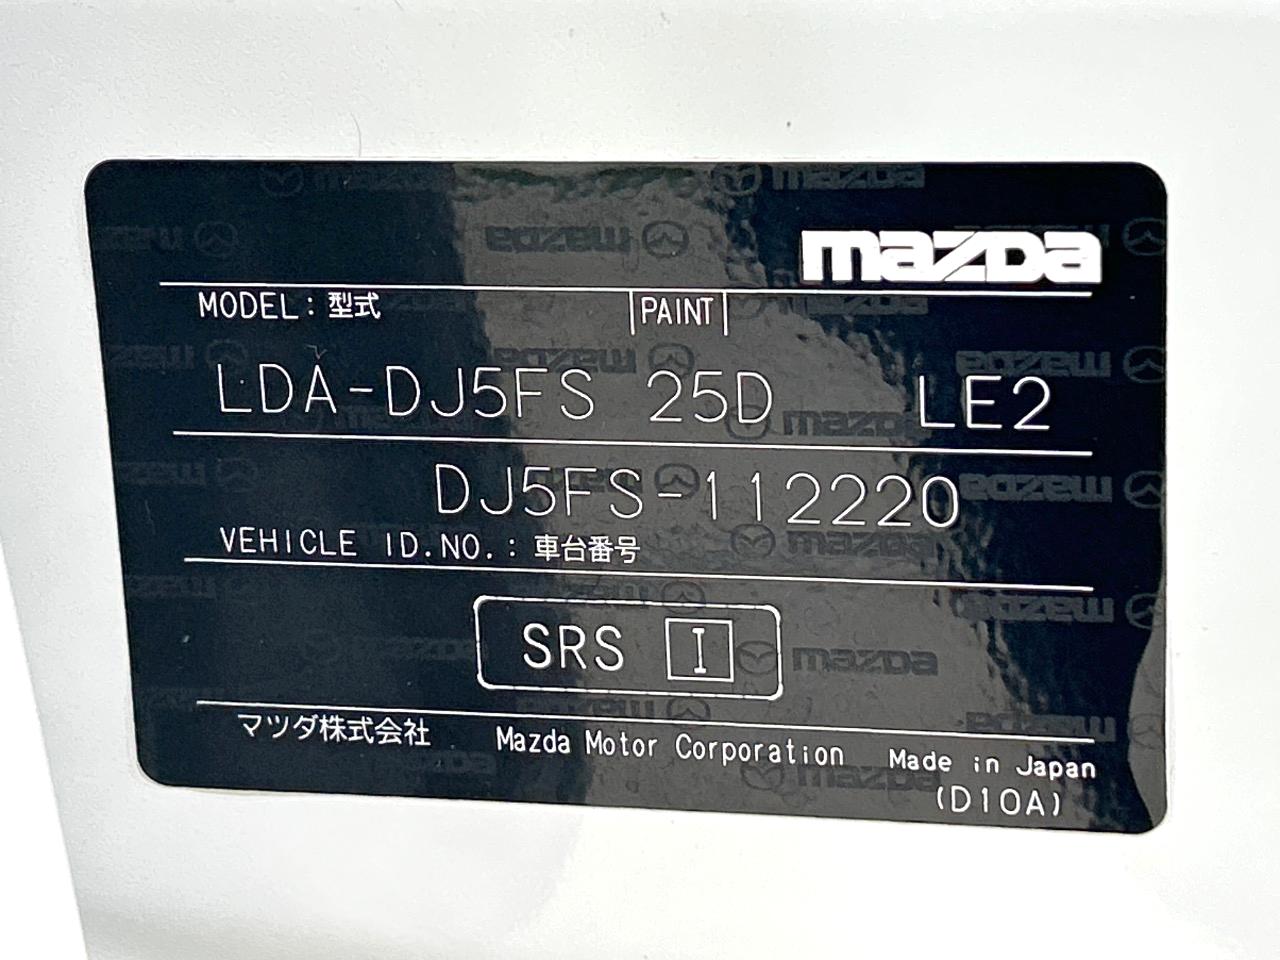 mazda
MODEL : 型式 PAINT
LDA-DJ5FS 25D LE2
DJ5FS-112220
VEHICLE ID.NO. : 車台番号
SRS I
マツダ株式会社 Mazda Motor Corporation Made in Japan
(D10A)